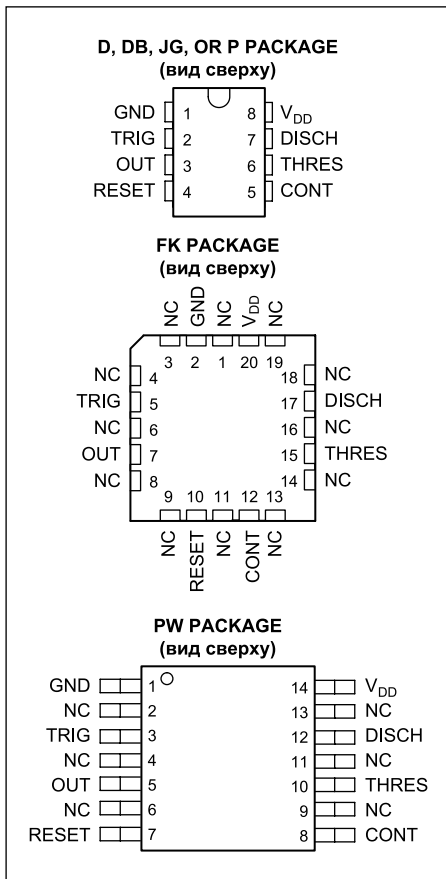 D, DB, JG, OR P PACKAGE
(вид сверху)
GND 1 8 VDD
TRIG 2 7 DISCH
OUT 3 6 THRES
RESET 4 5 CONT
FK PACKAGE
(вид сверху)
NC GND NC VDD NC
3 2 1 20 19
NC 4 18 NC
TRIG 5 17 DISCH
NC 6 16 NC
OUT 7 15 THRES
NC 8 14 NC
9 10 11 12 13
NC RESET NC CONT NC
PW PACKAGE
(вид сверху)
GND 1 14 VDD
NC 2 13 NC
TRIG 3 12 DISCH
NC 4 11 NC
OUT 5 10 THRES
NC 6 9 NC
RESET 7 8 CONT